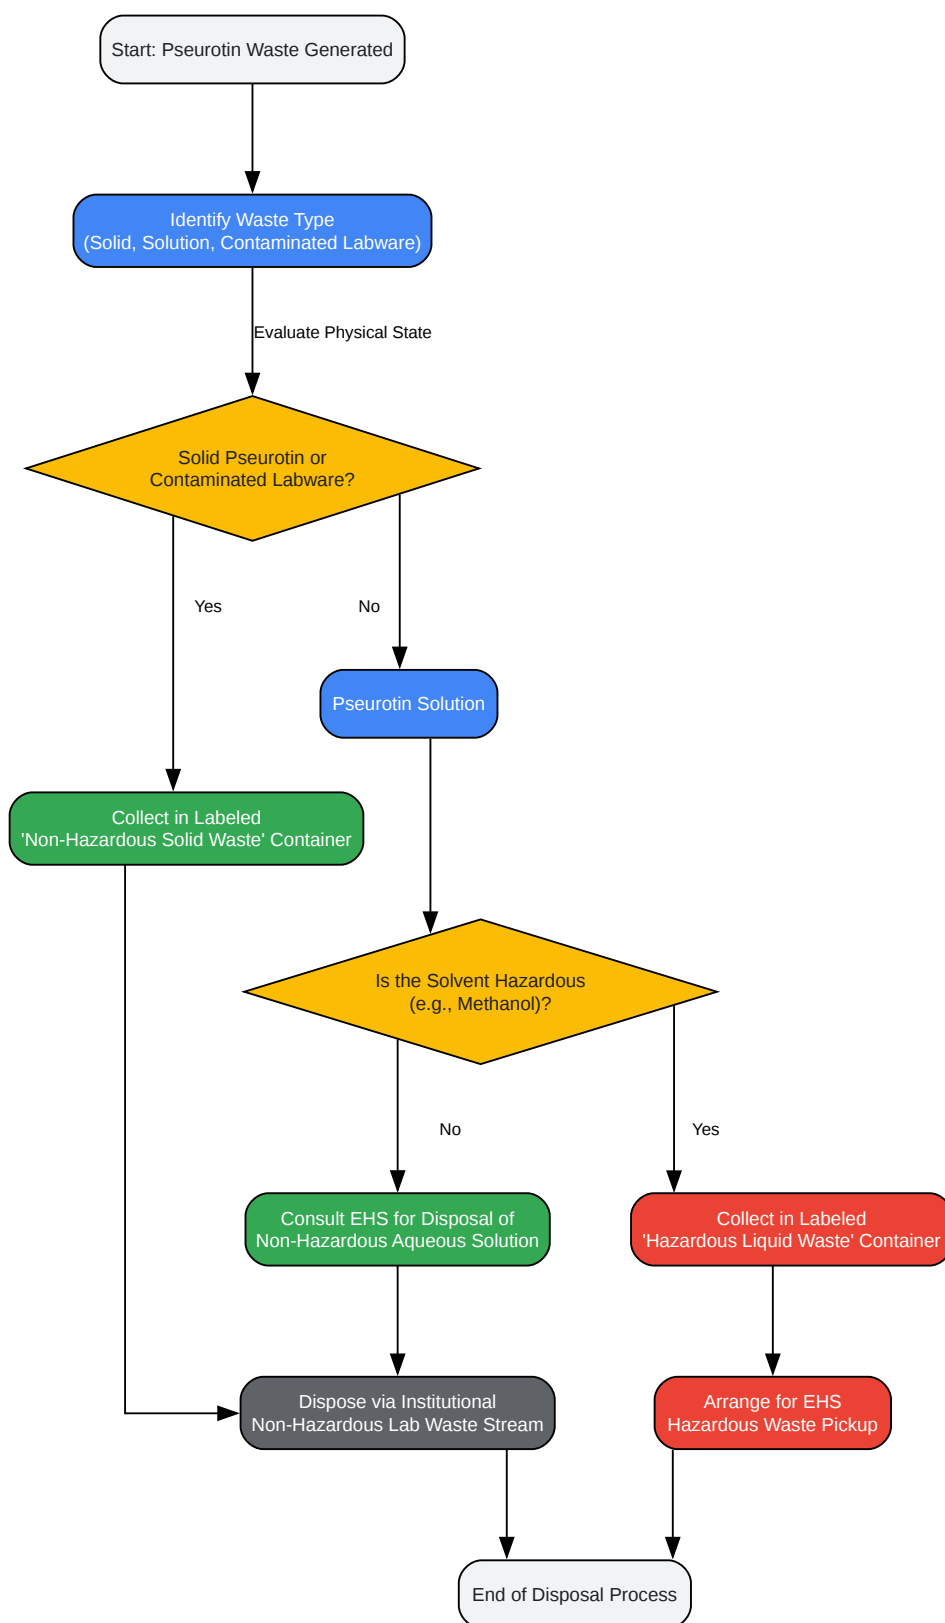 Start: Pseurotin Waste Generated
Identify Waste Type
(Solid, Solution, Contaminated Labware)
Evaluate Physical State
Solid Pseurotin or
Contaminated Labware?
Yes
No
Pseurotin Solution
Collect in Labeled
'Non-Hazardous Solid Waste' Container
Is the Solvent Hazardous
(e.g., Methanol)?
No
Yes
Consult EHS for Disposal of
Non-Hazardous Aqueous Solution
Collect in Labeled
'Hazardous Liquid Waste' Container
Dispose via Institutional
Non-Hazardous Lab Waste Stream
Arrange for EHS
Hazardous Waste Pickup
End of Disposal Process